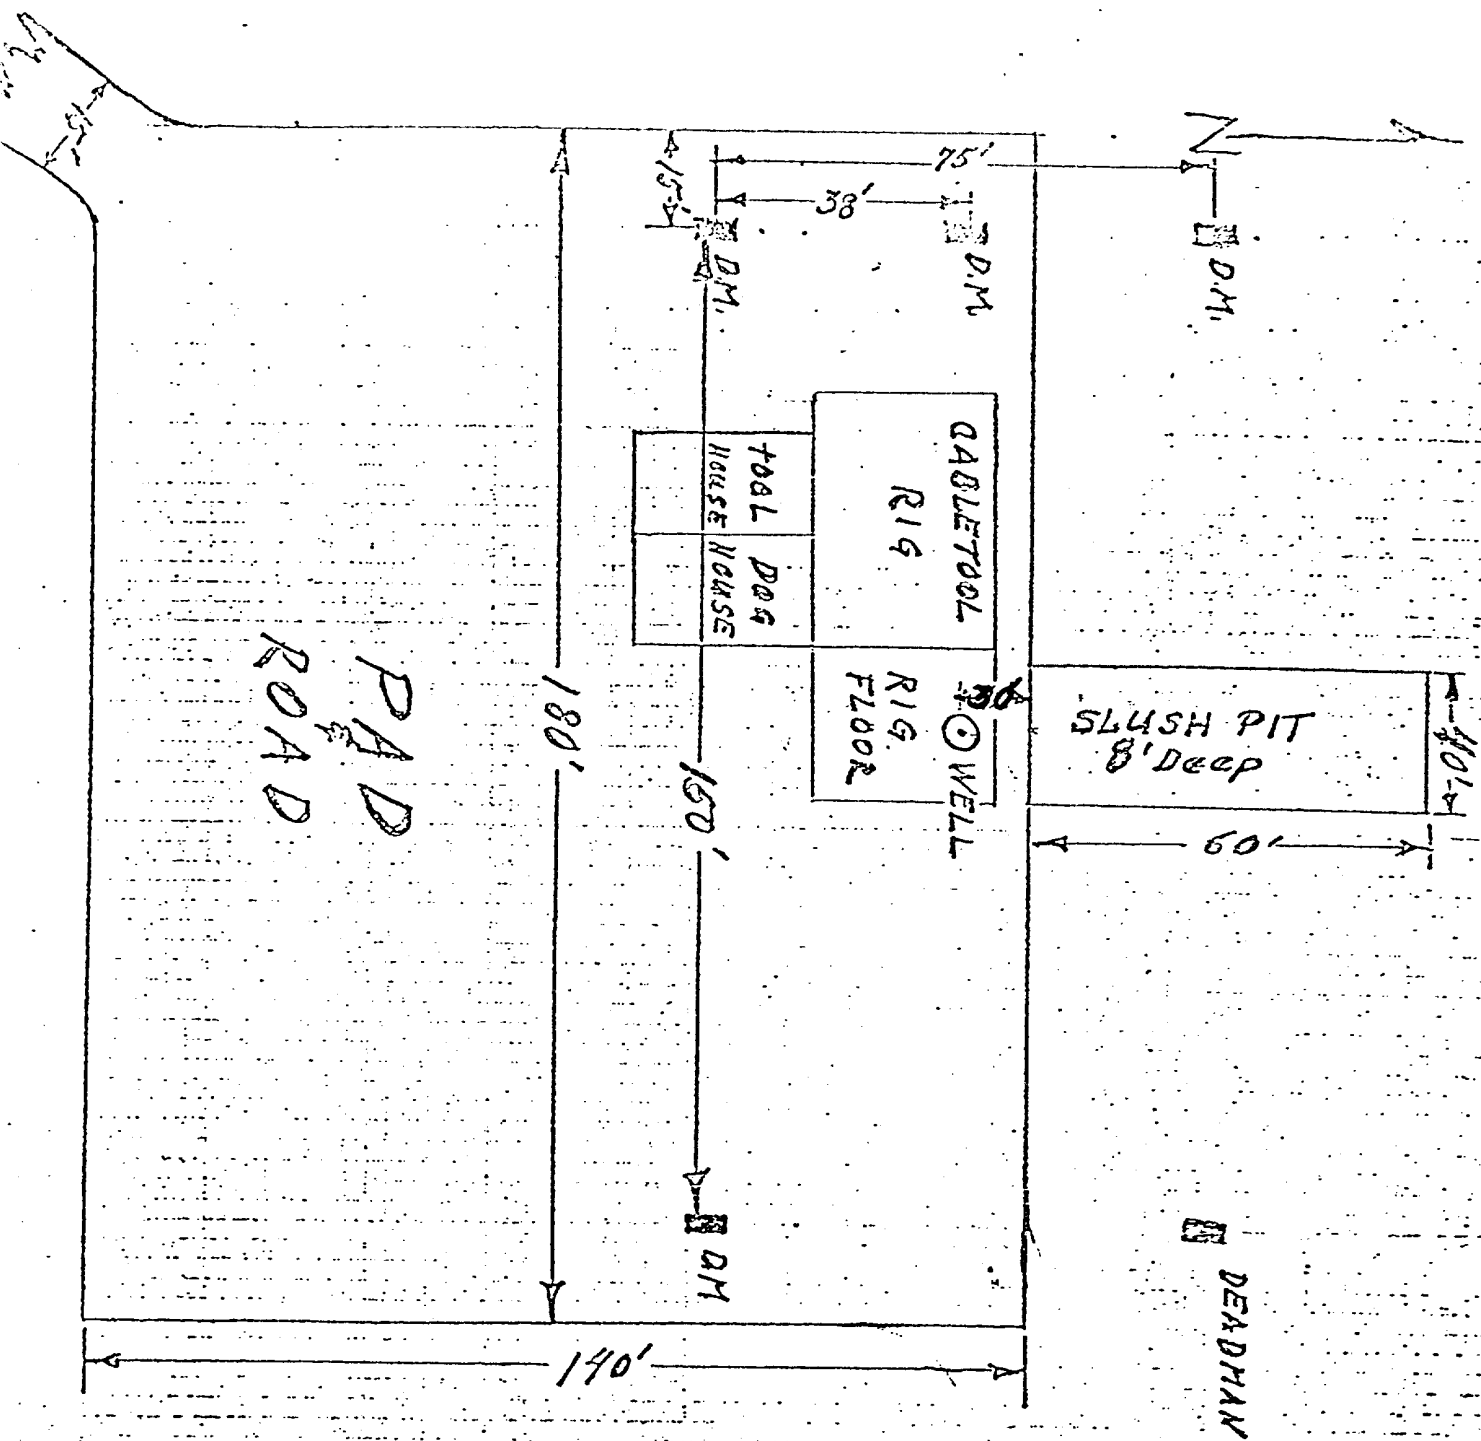 N
75'
15'
38'
D.M.
D.M.
D.M.
CABLETOOL
RIG
TOOL
HOUSE
DOG
HOUSE
RIG
FLOOR
30'
WELL
SLUSH PIT
8' Deep
40'
60'
180'
150'
PAD
&
ROAD
DM
DEADMAN
140'